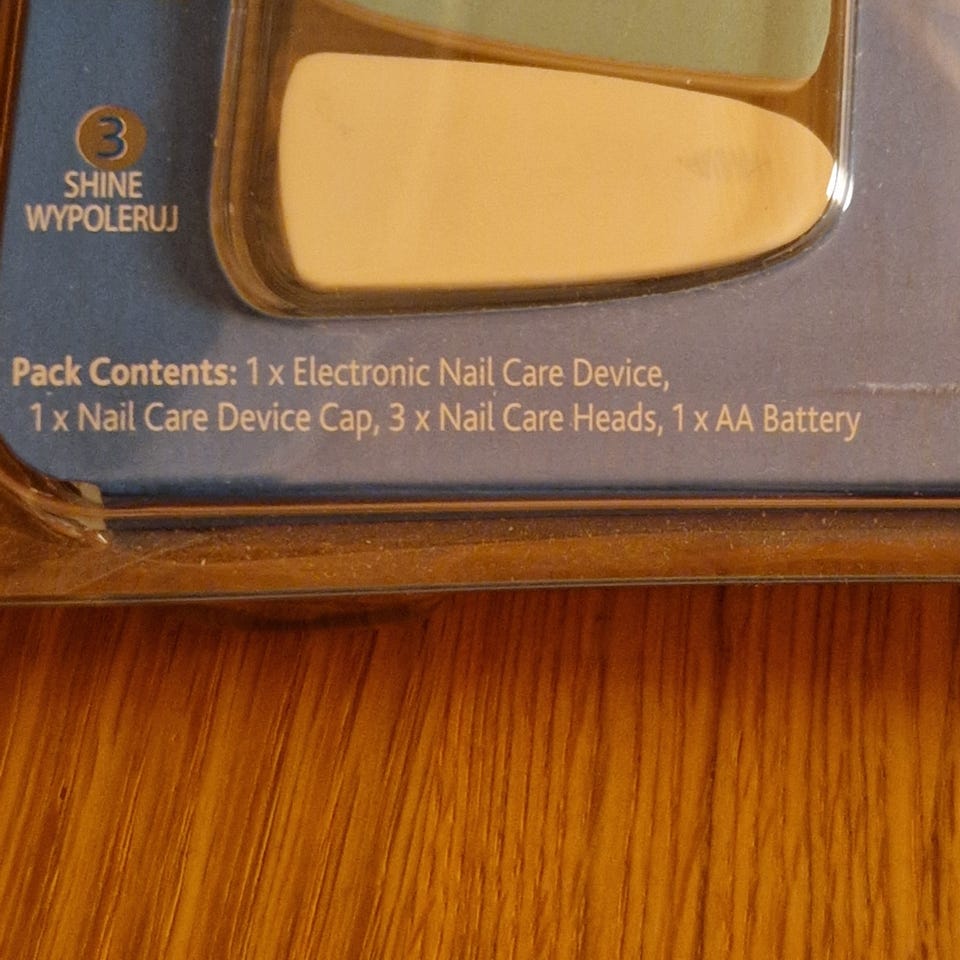 3
SHINE
WYPOLERUJ
Pack Contents: 1 x Electronic Nail Care Device,
1 x Nail Care Device Cap, 3 x Nail Care Heads, 1 x AA Battery